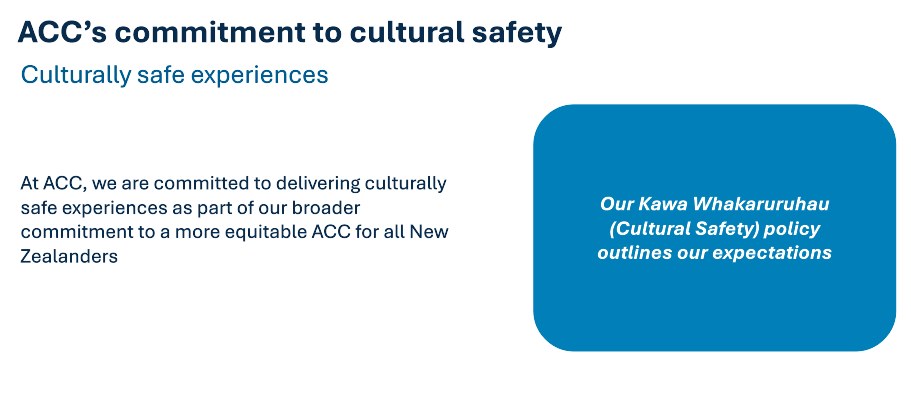 ACC’s commitment to cultural safety
Culturally safe experiences
At ACC, we are committed to delivering culturally
safe experiences as part of our broader
commitment to a more equitable ACC for all New
Zealanders
Our Kawa Whakaruruhau
(Cultural Safety) policy
outlines our expectations